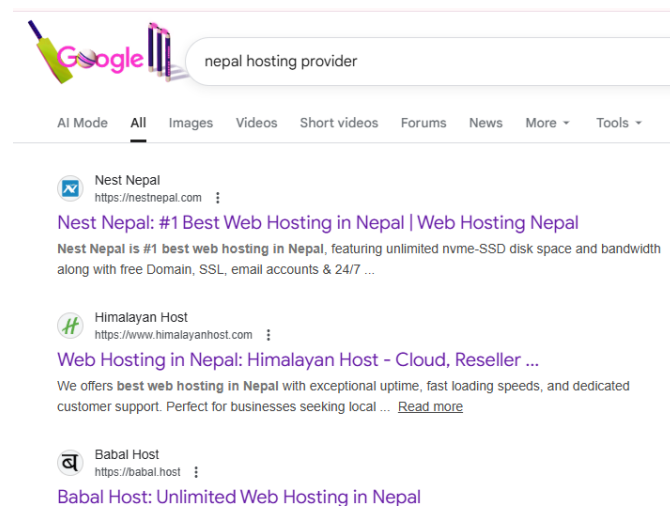 Google
nepal hosting provider
AI Mode All Images Videos Short videos Forums News More Tools
Nest Nepal
https://nestnepal.com
Nest Nepal: #1 Best Web Hosting in Nepal | Web Hosting Nepal
Nest Nepal is #1 best web hosting in Nepal, featuring unlimited nvme-SSD disk space and bandwidth
along with free Domain, SSL, email accounts & 24/7 ...
Himalayan Host
https://www.himalayanhost.com
Web Hosting in Nepal: Himalayan Host - Cloud, Reseller ...
We offers best web hosting in Nepal with exceptional uptime, fast loading speeds, and dedicated
customer support. Perfect for businesses seeking local ... Read more
ब
Babal Host
https://babal.host
Babal Host: Unlimited Web Hosting in Nepal